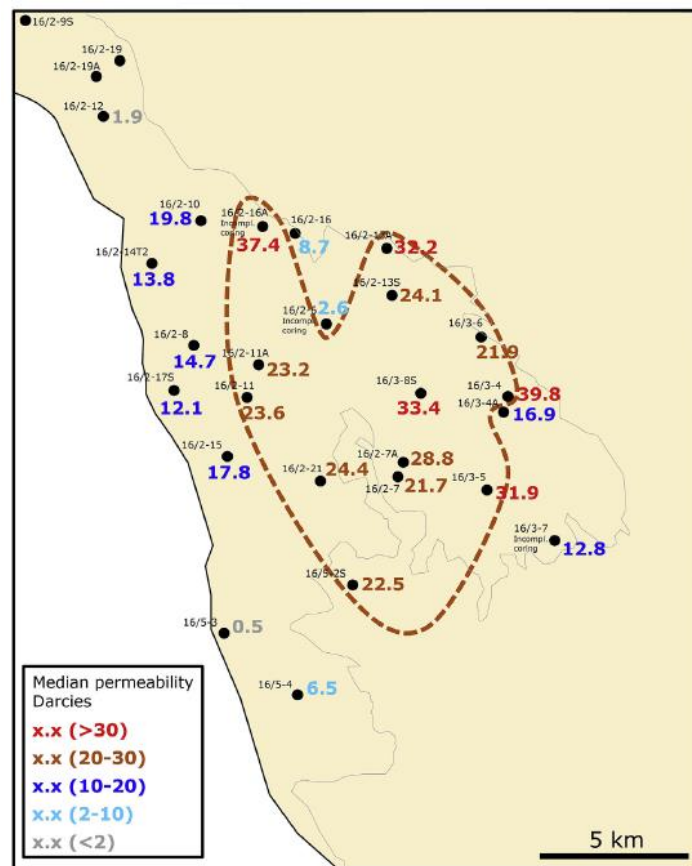 16/2-9S
16/2-19
16/2-19A
16/2-12
1.9
16/2-10
19.8
16/2-16A
Incompl.
coring
37.4
16/2-16
8.7
32.2
16/2-14T2
13.8
16/2-13S
24.1
2.6
Incompl.
coring
16/3-6
21.9
16/2-8
14.7
16/2-11A
23.2
16/2-17S
12.1
16/2-11
23.6
16/3-8S
33.4
16/3-4
39.8
16/3-4A
16.9
16/2-15
17.8
16/2-21
24.4
16/2-7A
28.8
16/2-7
21.7
16/3-5
31.9
16/3-7
Incompl.
coring
12.8
16/5-2S
22.5
16/5-3
0.5
16/5-4
6.5
Median permeability
Darcies
x.x (>30)
x.x (20-30)
x.x (10-20)
x.x (2-10)
x.x (<2)
5 km